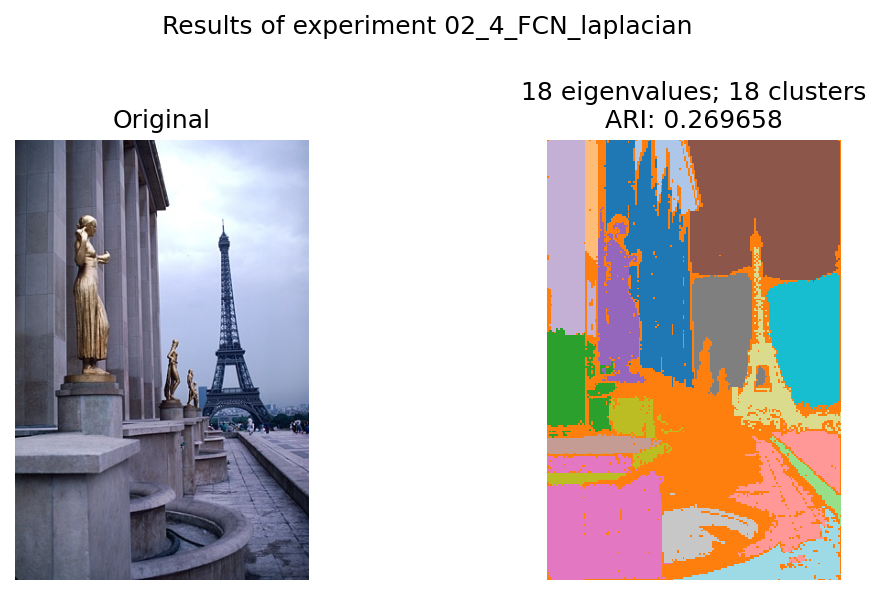 Results of experiment 02_4_FCN_laplacian
Original
18 eigenvalues; 18 clusters
ARI: 0.269658